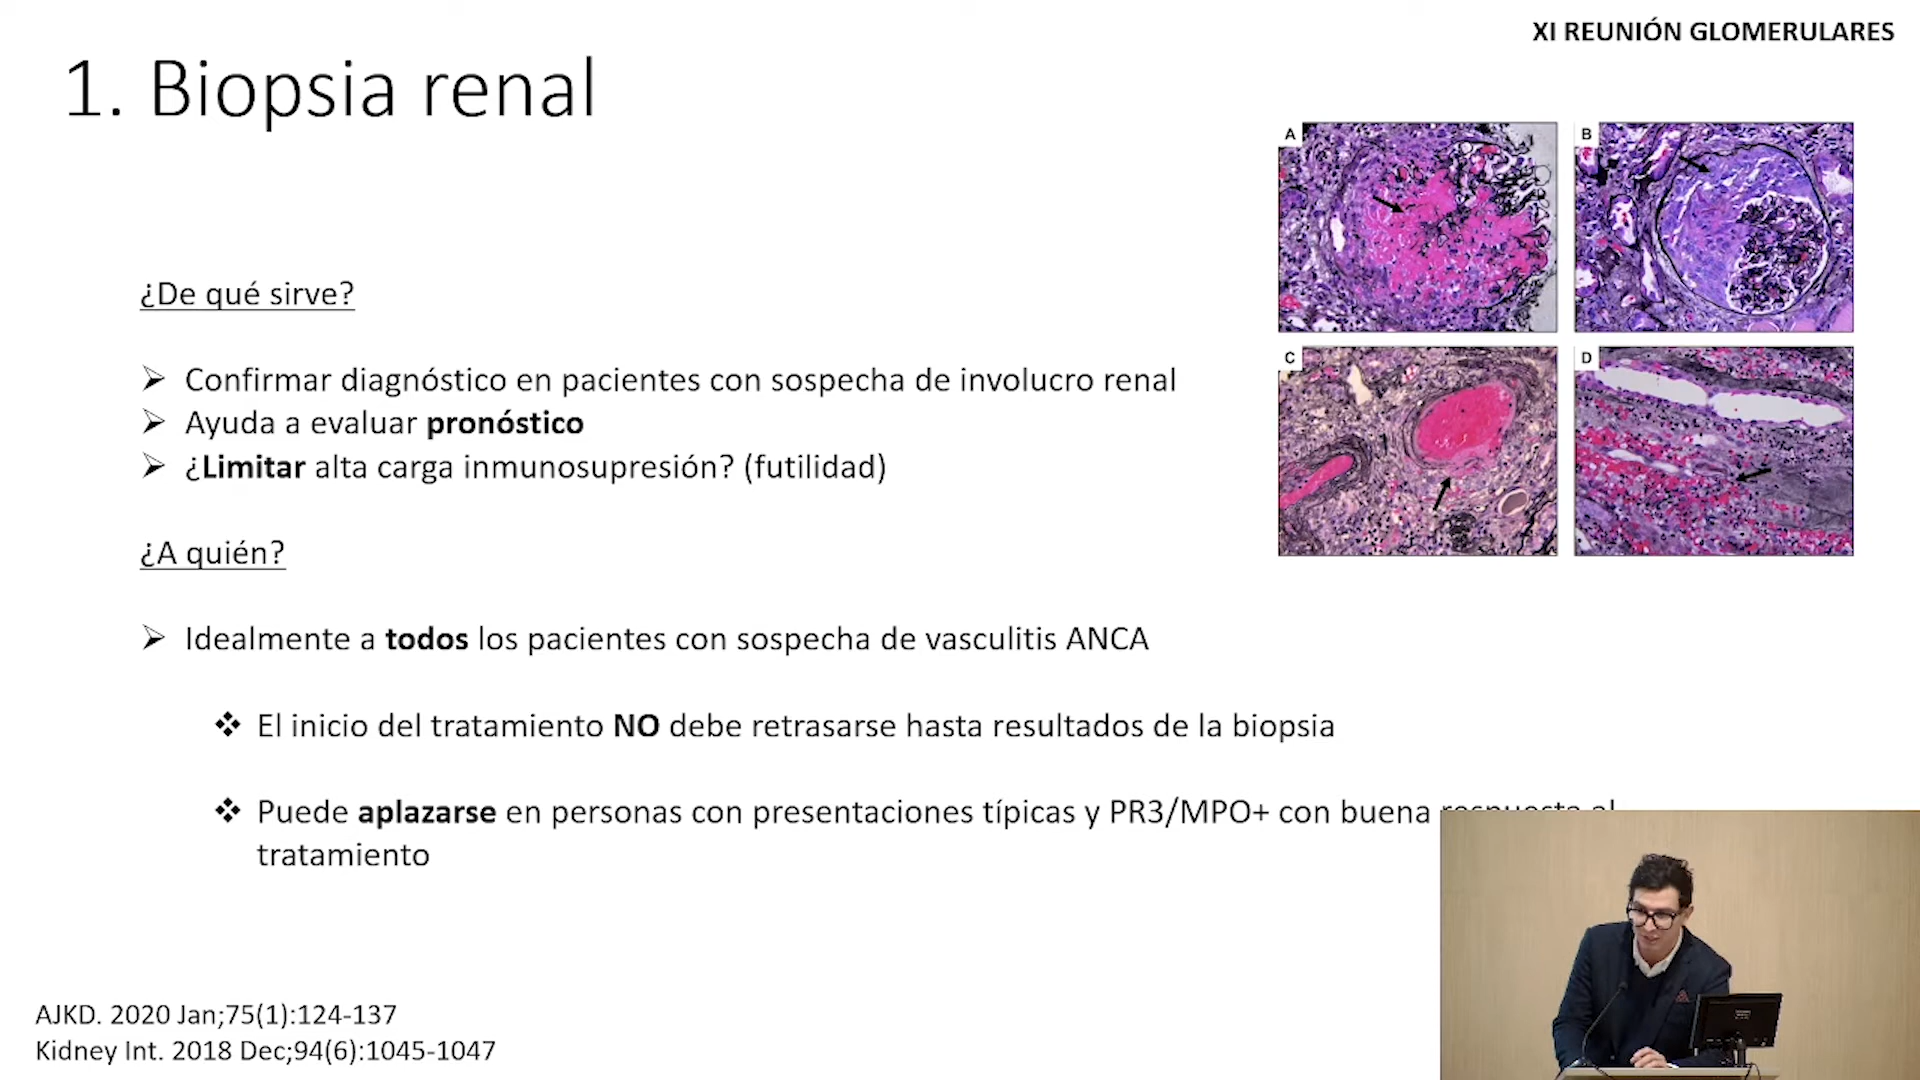 XI REUNIÓN GLOMERULARES
1. Biopsia renal
A
B
C
D
¿De qué sirve?
Confirmar diagnóstico en pacientes con sospecha de involucro renal
Ayuda a evaluar pronóstico
¿Limitar alta carga inmunosupresión? (futilidad)
¿A quién?
Idealmente a todos los pacientes con sospecha de vasculitis ANCA
El inicio del tratamiento NO debe retrasarse hasta resultados de la biopsia
Puede aplazarse en personas con presentaciones típicas y PR3/MPO+ con buena respuesta al
tratamiento
AJKD. 2020 Jan;75(1):124-137
Kidney Int. 2018 Dec;94(6):1045-1047